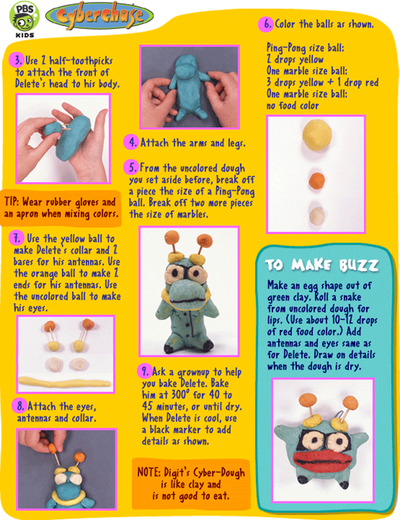 PBS
KIDS
Cyberchase
3. Use 2 half-toothpicks
to attach the front of
Delete's head to his body.
TIP: Wear rubber gloves and
an apron when mixing colors.
4. Attach the arms and legs.
5. From the uncolored dough
you set aside before, break off
a piece the size of a Ping-Pong
ball. Break off two more pieces
the size of marbles.
6. Color the balls as shown.
Ping-Pong size ball:
2 drops yellow
One marble size ball:
3 drops yellow + 1 drop red
One marble size ball:
no food color
7. Use the yellow ball to
make Delete's collar and 2
bases for his antennas. Use
the orange ball to make 2
ends for his antennas. Use
the uncolored ball to make
his eyes.
8. Attach the eyes,
antennas and collar.
9. Ask a grownup to help
you bake Delete. Bake
him at 300° for 40 to
45 minutes, or until dry.
When Delete is cool, use
a black marker to add
details as shown.
NOTE: Digit's Cyber-Dough
is like clay and
is not good to eat.
TO MAKE BUZZ
Make an egg shape out of
green clay. Roll a snake
from uncolored dough for
lips. (Use about 10-12 drops
of red food color.) Add
antennas and eyes same as
for Delete. Draw on details
when the dough is dry.